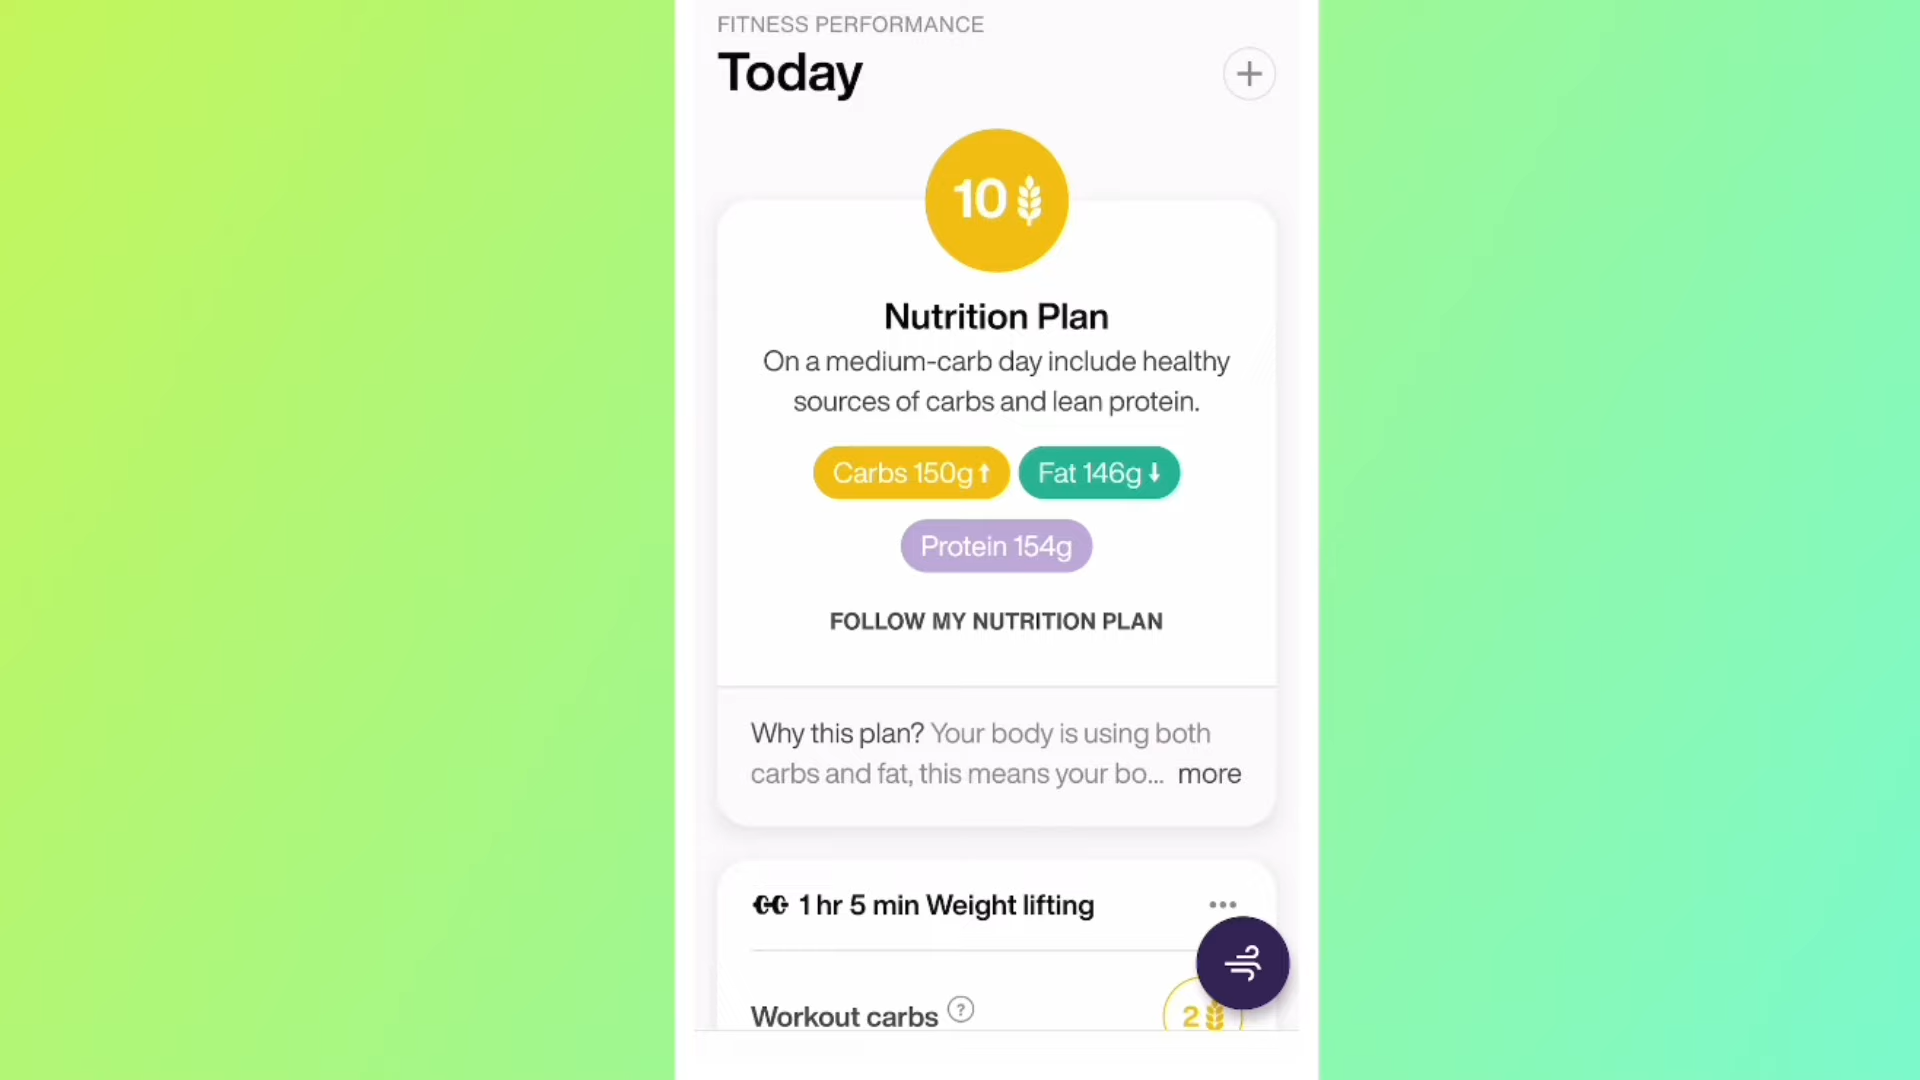 FITNESS PERFORMANCE
Today
10
Nutrition Plan
On a medium-carb day include healthy
sources of carbs and lean protein.
Carbs 150g↑ Fat 146g↓
Protein 154g
FOLLOW MY NUTRITION PLAN
Why this plan? Your body is using both
carbs and fat, this means your bo... more
1 hr 5 min Weight lifting
Workout carbs ? 2